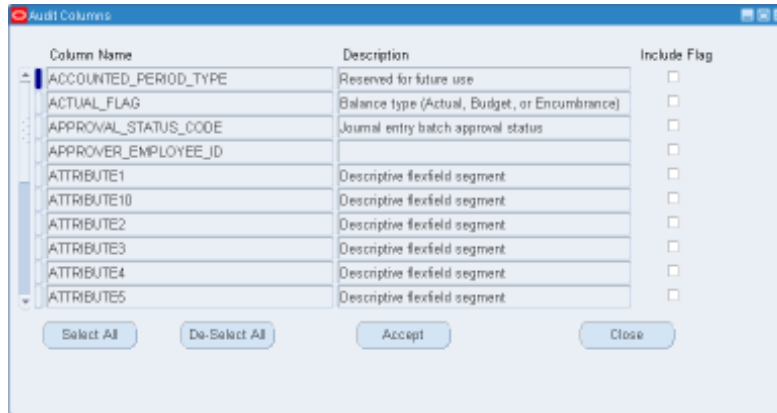 Audit Columns
Column Name Description Include Flag
ACCOUNTED_PERIOD_TYPE Reserved for future use
ACTUAL_FLAG Balance type (Actual, Budget, or Encumbrance)
APPROVAL_STATUS_CODE Journal entry batch approval status
APPROVER_EMPLOYEE_ID
ATTRIBUTE1 Descriptive flexfield segment
ATTRIBUTE10 Descriptive flexfield segment
ATTRIBUTE2 Descriptive flexfield segment
ATTRIBUTE3 Descriptive flexfield segment
ATTRIBUTE4 Descriptive flexfield segment
ATTRIBUTE5 Descriptive flexfield segment
Select All De-Select All Accept Close